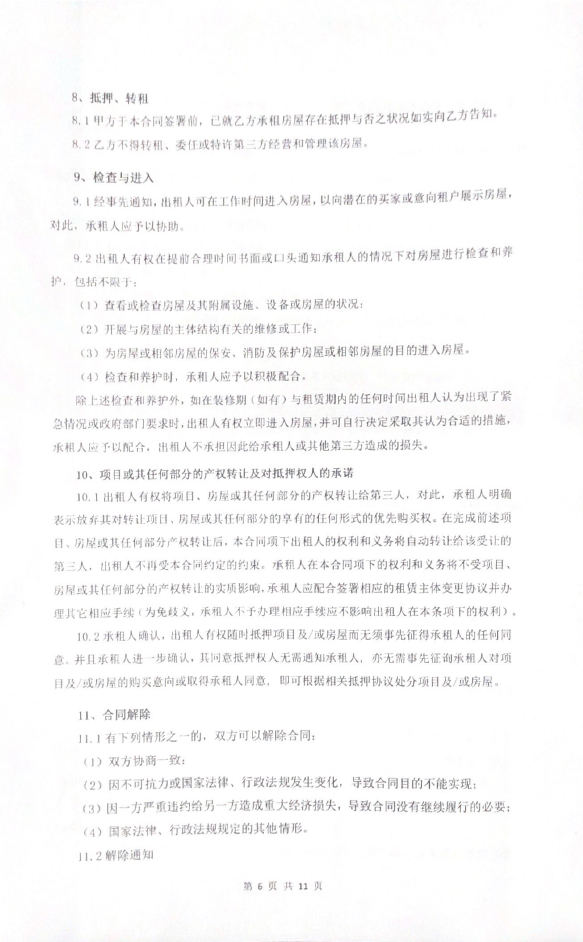 8、抵押、转租
8.1甲方于本合同签署前，已就乙方承租房屋存在抵押与否之状况如实向乙方告知。
8.2乙方不得转租、委任或特许第三方经营和管理该房屋。
9、检查与进入
9.1经事先通知，出租人可在工作时间进入房屋，以向潜在的买家或意向租户展示房屋，
对此，承租人应予以协助。
9.2出租人有权在提前合理时间书面或口头通知承租人的情况下对房屋进行检查和养
护，包括不限于：
（1）查看或检查房屋及其附属设施、设备或房屋的状况；
（2）开展与房屋的主体结构有关的维修或工作；
（3）为房屋或相邻房屋的保安、消防及保护房屋或相邻房屋的目的进入房屋。
（4）检查和养护时，承租人应予以积极配合。
除上述检查和养护外，如在装修期（如有）与租赁期内的任何时间出租人认为出现了紧
急情况或政府部门要求时，出租人有权立即进入房屋，并可自行决定采取其认为合适的措施，
承租人应予以配合，出租人不承担因此给承租人或其他第三方造成的损失。
10、项目或其任何部分的产权转让及对抵押权人的承诺
10.1出租人有权将项目、房屋或其任何部分的产权转让给第三人，对此，承租人明确
表示放弃其对转让项目、房屋或其任何部分的享有的任何形式的优先购买权。在完成前述项
目、房屋或其任何部分产权转让后，本合同项下出租人的权利和义务将自动转让给该受让的
第三人，出租人不再受本合同约定的约束。承租人在本合同项下的权利和义务将不受项目、
房屋或其任何部分的产权转让的实质影响，承租人应配合签署相应的租赁主体变更协议并办
理其它相应手续（为免歧义，承租人不予办理相应手续应不影响出租人在本条项下的权利）。
10.2承租人确认，出租人有权随时抵押项目及/或房屋而无须事先征得承租人的任何同
意。并且承租人进一步确认，其同意抵押权人无需通知承租人，亦无需事先征询承租人对项
目及/或房屋的购买意向或取得承租人同意，即可根据相关抵押协议处分项目及/或房屋。
11、合同解除
11.1有下列情形之一的，双方可以解除合同：
（1）双方协商一致；
（2）因不可抗力或国家法律、行政法规发生变化，导致合同目的不能实现；
（3）因一方严重违约给另一方造成重大经济损失，导致合同没有继续履行的必要；
（4）国家法律、行政法规规定的其他情形。
11.2解除通知
第 6 页 共 11 页